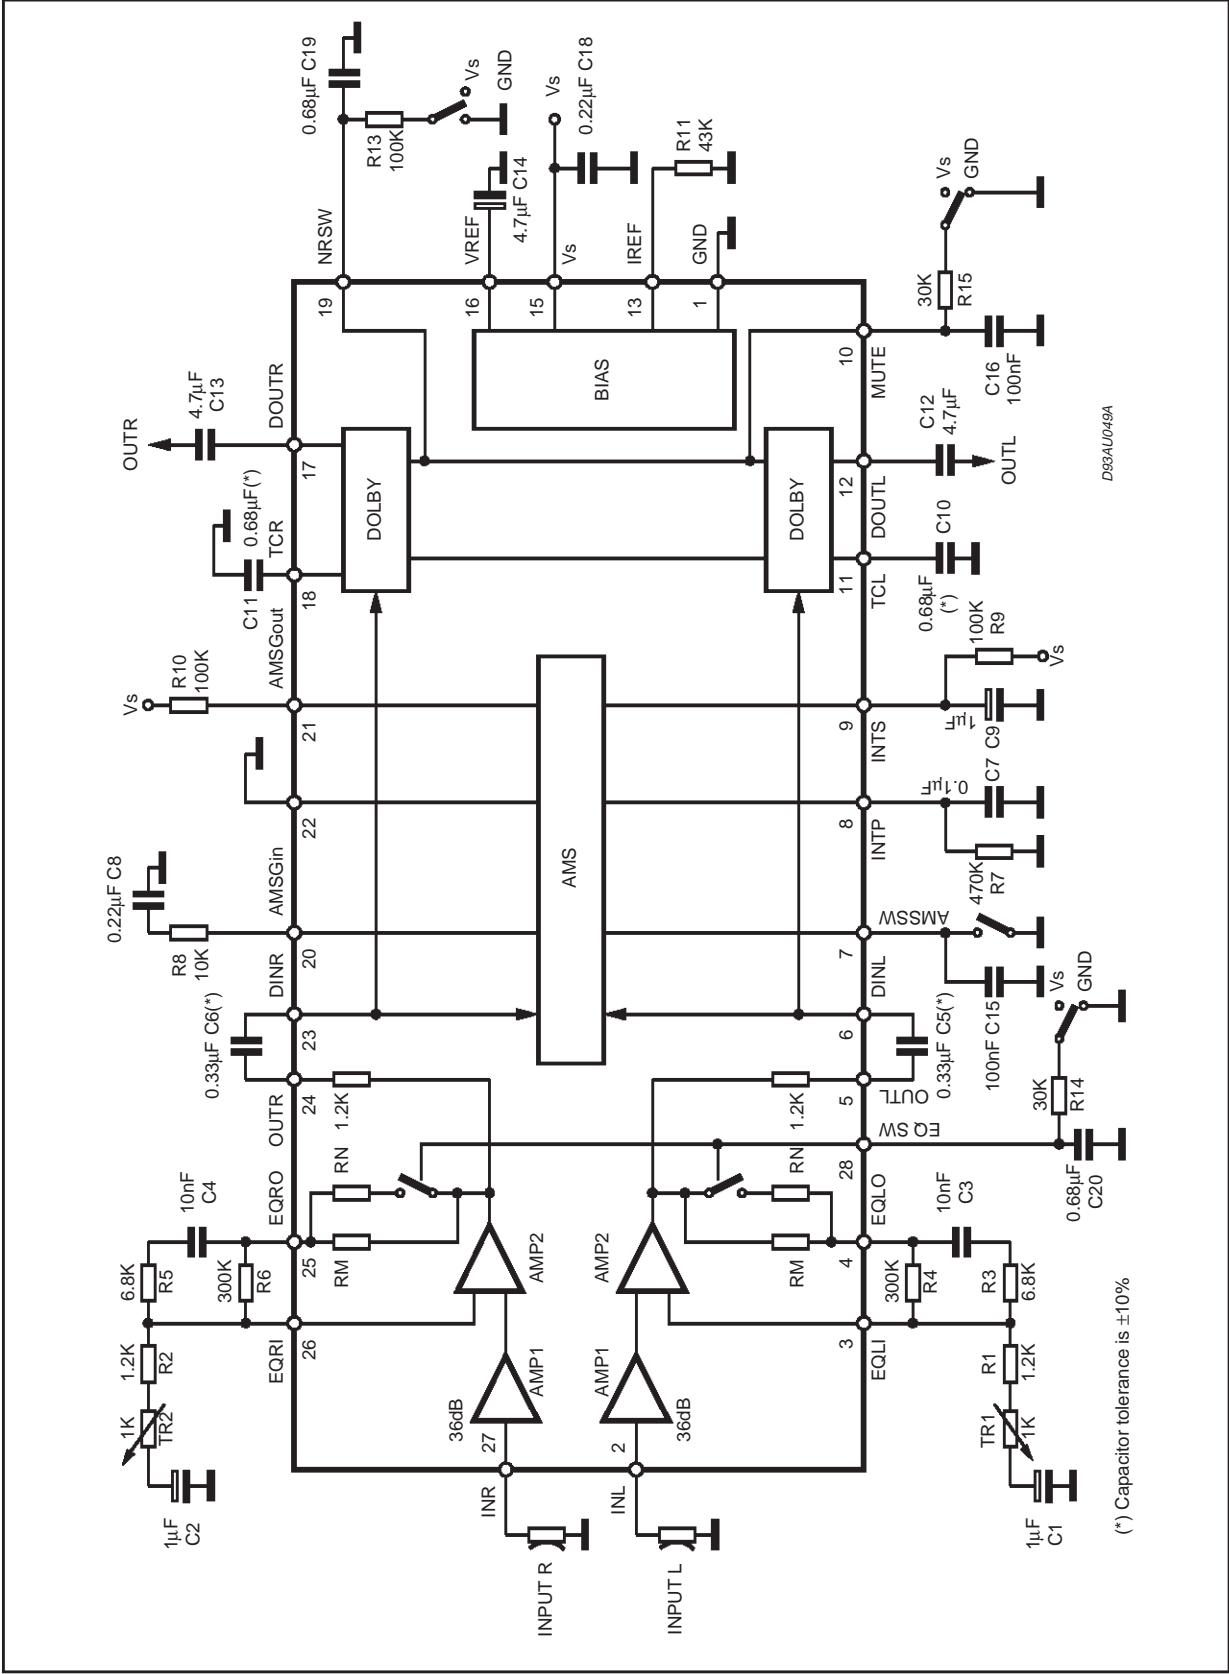 0.68µF C19
R13
100K
Vs
GND
NRSW
19
VREF
16
4.7µF C14
Vs
15
Vs
0.22µF C18
IREF
13
R11
43K
GND
1
BIAS
OUTR
4.7µF
C13
DOUTR
17
0.68µF(*)
TCR
C11
18
DOLBY
DOLBY
10
MUTE
30K
R15
Vs
GND
C16
100nF
12
DOUTL
C12
4.7µF
OUTL
11
TCL
C10
0.68µF
(*)
D93AU049A
Vs
R10
100K
AMSGout
21
22
0.22µF C8
R8
10K
AMSGin
20
AMS
9
INTS
100K
R9
Vs
1µF
C9
8
INTP
0.1µF
C7
470K
R7
7
AMSSW
100nF C15
DINR
23
0.33µF C6(*)
OUTR
24
1.2K
6
DINL
0.33µF C5(*)
5
OUTL
1.2K
28
EQ SW
30K
R14
Vs
GND
0.68µF
C20
EQRO
25
10nF
C4
RN
RM
RN
RM
4
EQLO
10nF
C3
6.8K
R5
300K
R6
EQRI
26
AMP2
AMP2
300K
R4
R3
6.8K
3
EQLI
1.2K
R2
1K
TR2
1µF
C2
36dB
AMP1
27
INR
INPUT R
AMP1
36dB
2
INL
INPUT L
R1
1.2K
TR1
1K
1µF
C1
(*) Capacitor tolerance is ±10%